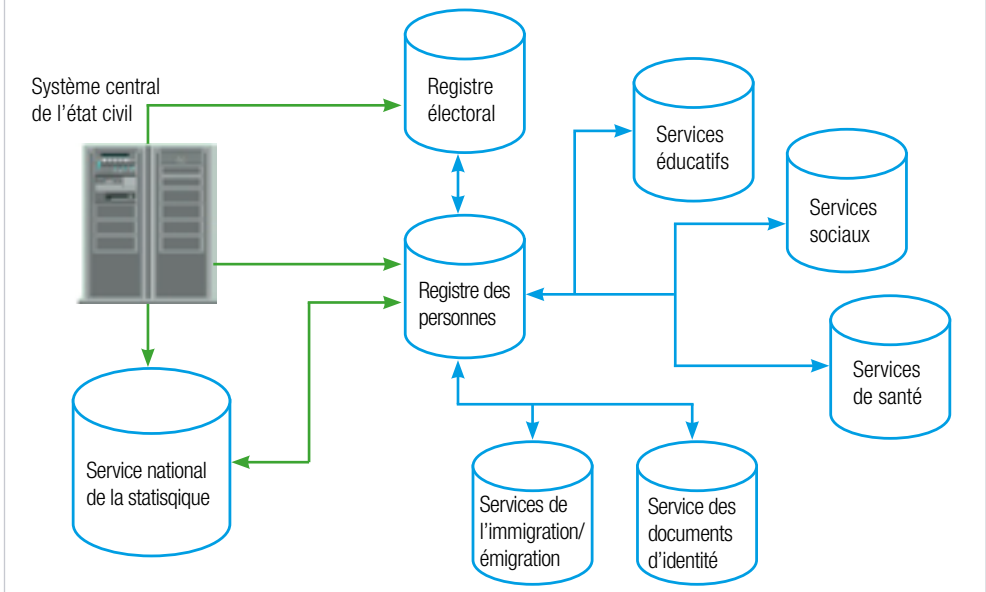 Système central
de l'état civil
Registre
électoral
Services
éducatifs
Services
sociaux
Registre des
personnes
Services
de santé
Service national
de la statisqique
Services de
l'immigration/
émigration
Service des
documents
d'identité